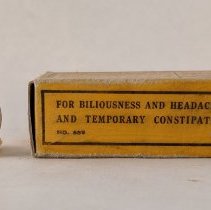 FOR BILIOUSNESS AND HEADAC
AND TEMPORARY CONSTIPAT